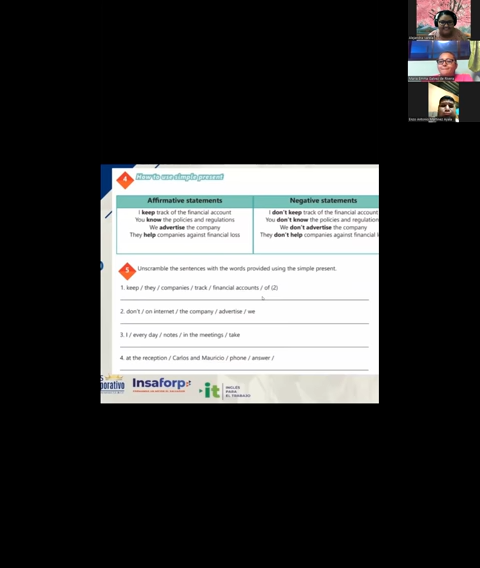 4 How to use simple present
Affirmative statements
I keep track of the financial account
You know the policies and regulations
We advertise the company
They help companies against financial loss
Negative statements
I don't keep track of the financial account
You don't know the policies and regulation
We don't advertise the company
They don't help companies against financial l
5 Unscramble the sentences with the words provided using the simple present.
1. keep / they / companies / track / financial accounts / of (2)
2. don't / on internet / the company / advertise / we
3. I / every day / notes / in the meetings / take
4. at the reception / Carlos and Mauricio / phone / answer /
porativo
Insaforp
it
INGLÉS
PARA
EL TRABAJO